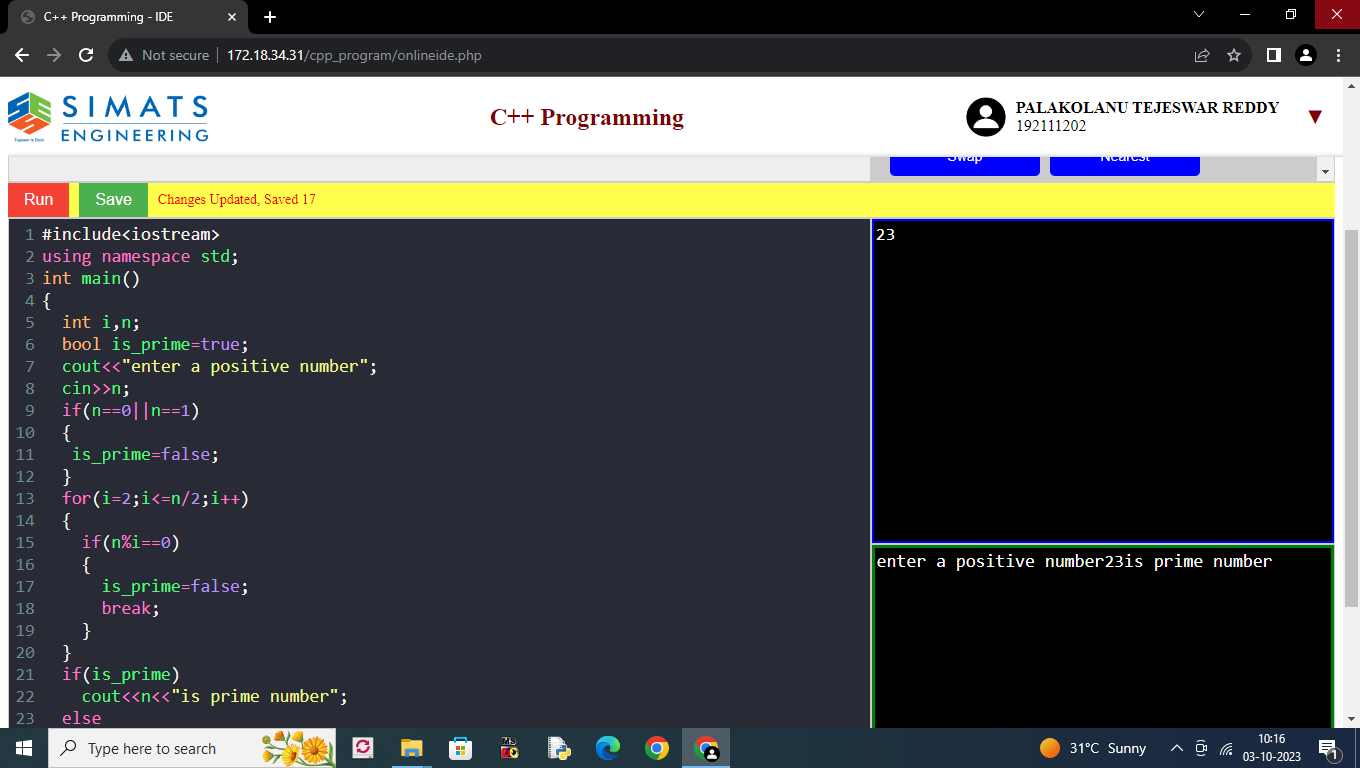 C++ Programming - IDE
Not secure 172.18.34.31/cpp_program/onlineide.php
SIMATS
ENGINEERING
Engineer to Excel
C++ Programming
PALAKOLANU TEJESWAR REDDY
192111202
Swap Nearest
Run Save Changes Updated, Saved 17
1 #include<iostream>
2 using namespace std;
3 int main()
4 {
5 int i,n;
6 bool is_prime=true;
7 cout<<"enter a positive number";
8 cin>>n;
9 if(n==0||n==1)
10 {
11 is_prime=false;
12 }
13 for(i=2;i<=n/2;i++)
14 {
15 if(n%i==0)
16 {
17 is_prime=false;
18 break;
19 }
20 }
21 if(is_prime)
22 cout<<n<<"is prime number";
23 else
23
enter a positive number23is prime number
Type here to search
31°C Sunny
10:16
03-10-2023
1